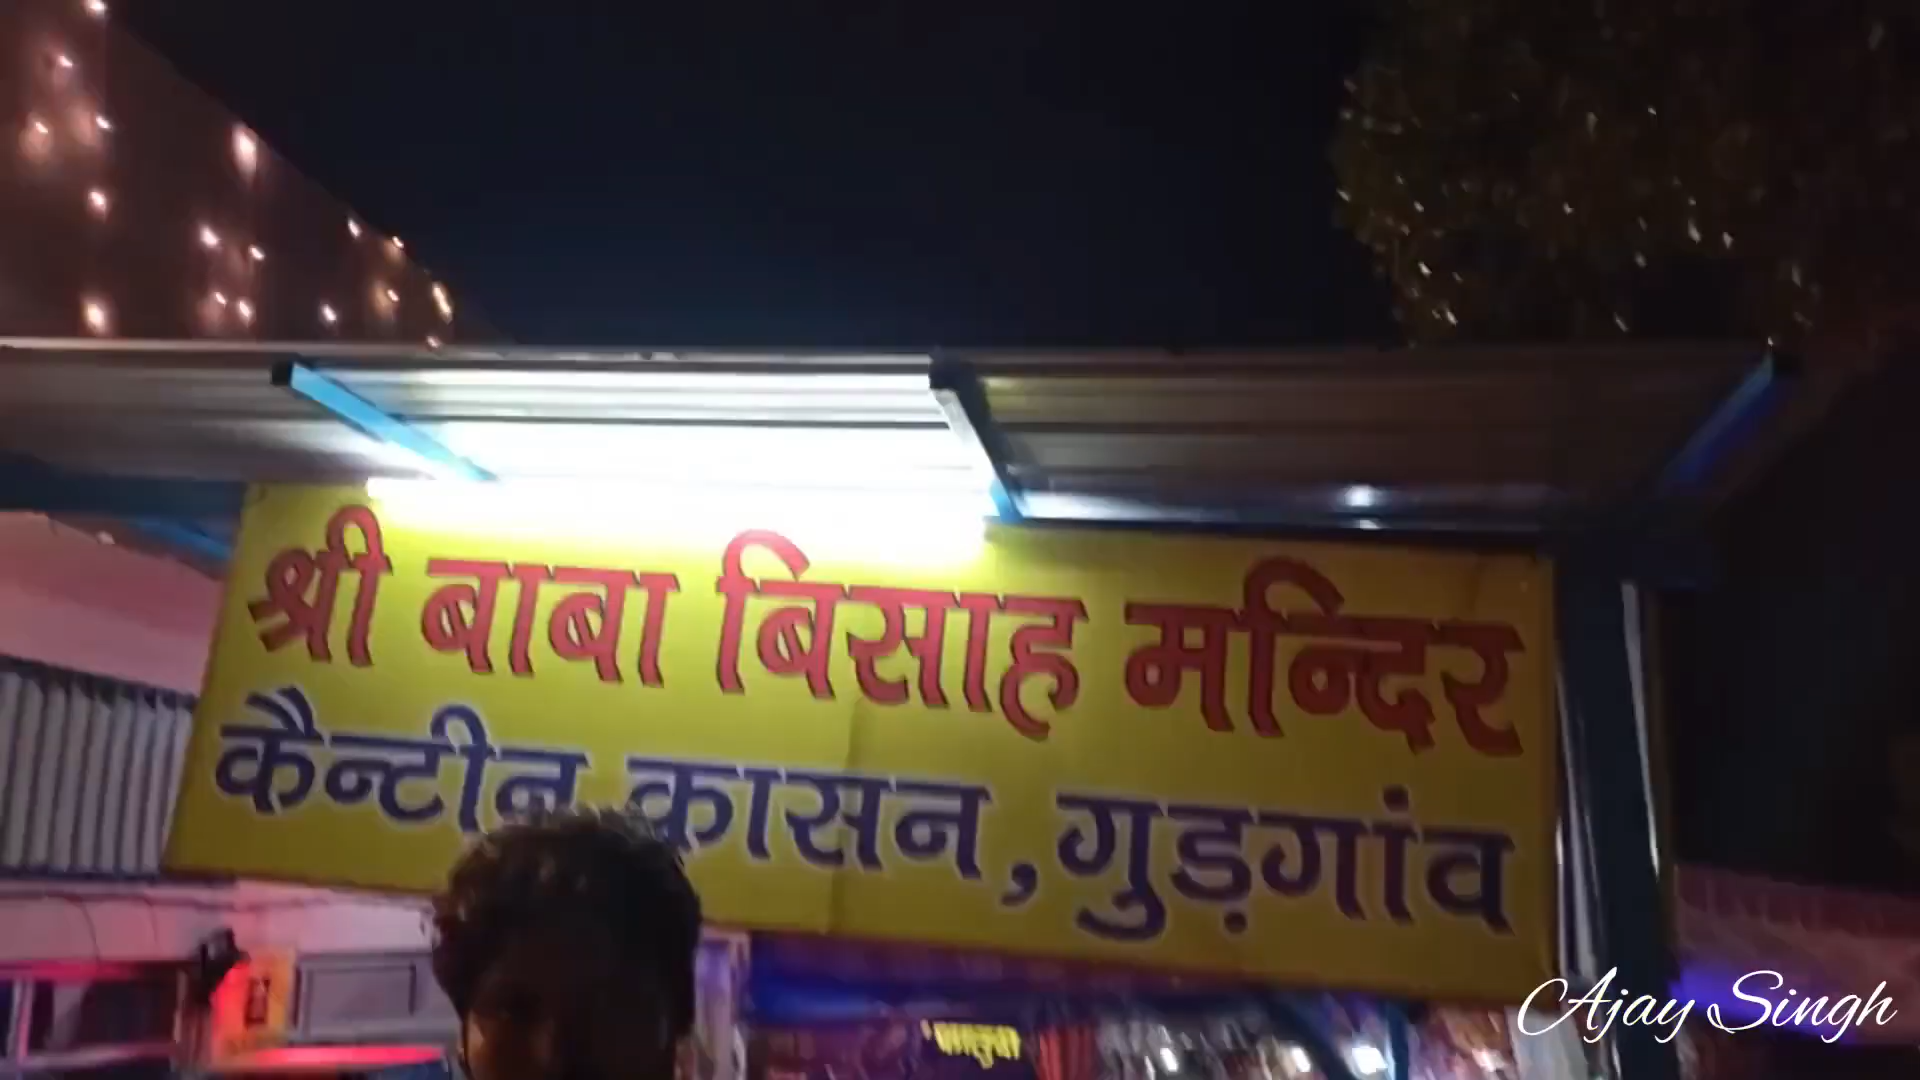 श्री बाबा बिसाह मन्दिर
कैन्टीन कासन, गुड़गांव
Ajay Singh